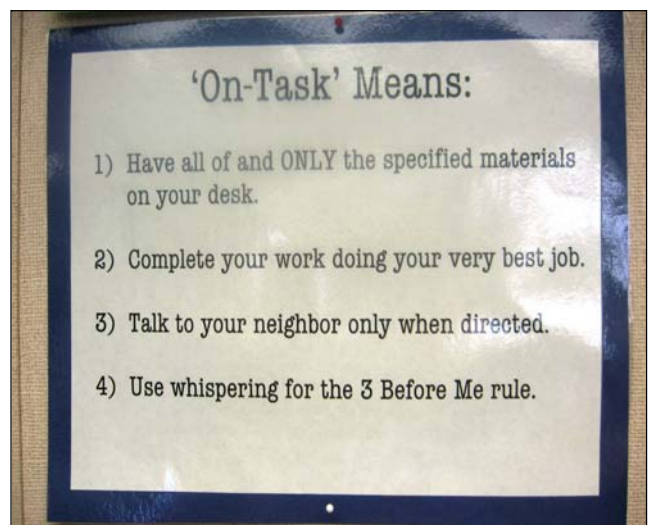 ‘On-Task’ Means:
1) Have all of and ONLY the specified materials
on your desk.
2) Complete your work doing your very best job.
3) Talk to your neighbor only when directed.
4) Use whispering for the 3 Before Me rule.